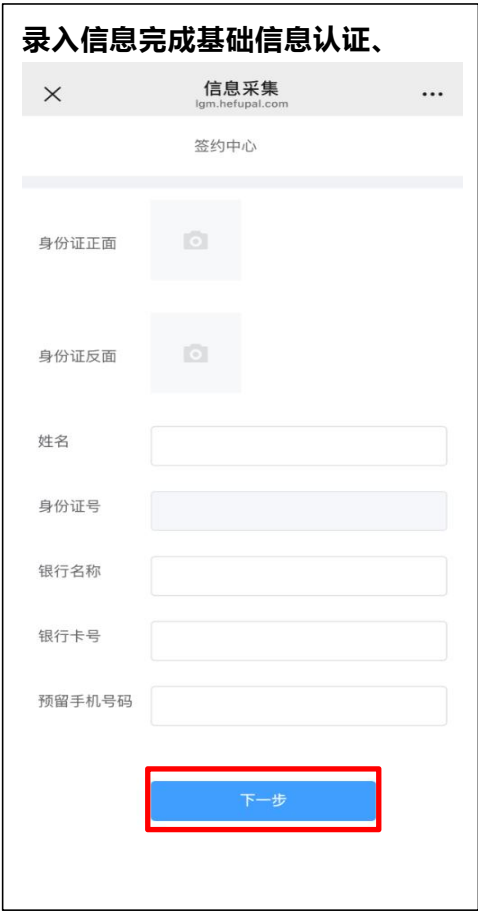 录入信息完成基础信息认证、
信息采集
lgm.hefupal.com
签约中心
身份证正面
身份证反面
姓名
身份证号
银行名称
银行卡号
预留手机号码
下一步